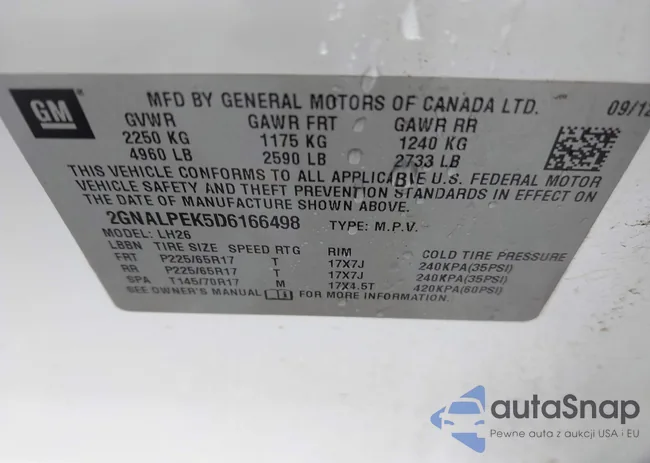 GM
MFD BY GENERAL MOTORS OF CANADA LTD. 09/12
GVWR GAWR FRT GAWR RR
2250 KG 1175 KG 1240 KG
4960 LB 2590 LB 2733 LB
THIS VEHICLE CONFORMS TO ALL APPLICABLE U.S. FEDERAL MOTOR
VEHICLE SAFETY AND THEFT PREVENTION STANDARDS IN EFFECT ON
THE DATE OF MANUFACTURE SHOWN ABOVE.
2GNALPEK5D6166498 TYPE: M.P.V.
MODEL: LH26
LBSN TIRE SIZE SPEED RTG RIM COLD TIRE PRESSURE
FRT P225/65R17 T 17X7J 240KPA(35PSI)
RR P225/65R17 T 17X7J 240KPA(35PSI)
SPA T145/70R17 M 17X4.5T 420KPA(60PSI)
SEE OWNER'S MANUAL FOR MORE INFORMATION.
autaSnap
Pewne auta z aukcji USA i EU